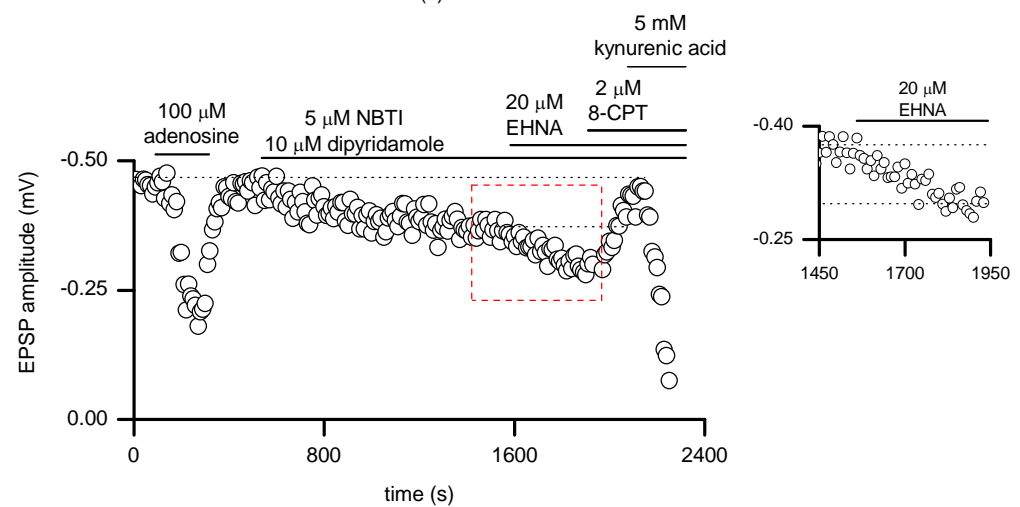 5 mM
kynurenic acid
100 μM
adenosine
5 μM NBTI
10 μM dipyridamole
20 μM
EHNA
2 μM
8-CPT
-0.50
-0.25
0.00
EPSP amplitude (mV)
0
800
1600
2400
time (s)
20 μM
EHNA
-0.40
-0.25
1450
1700
1950